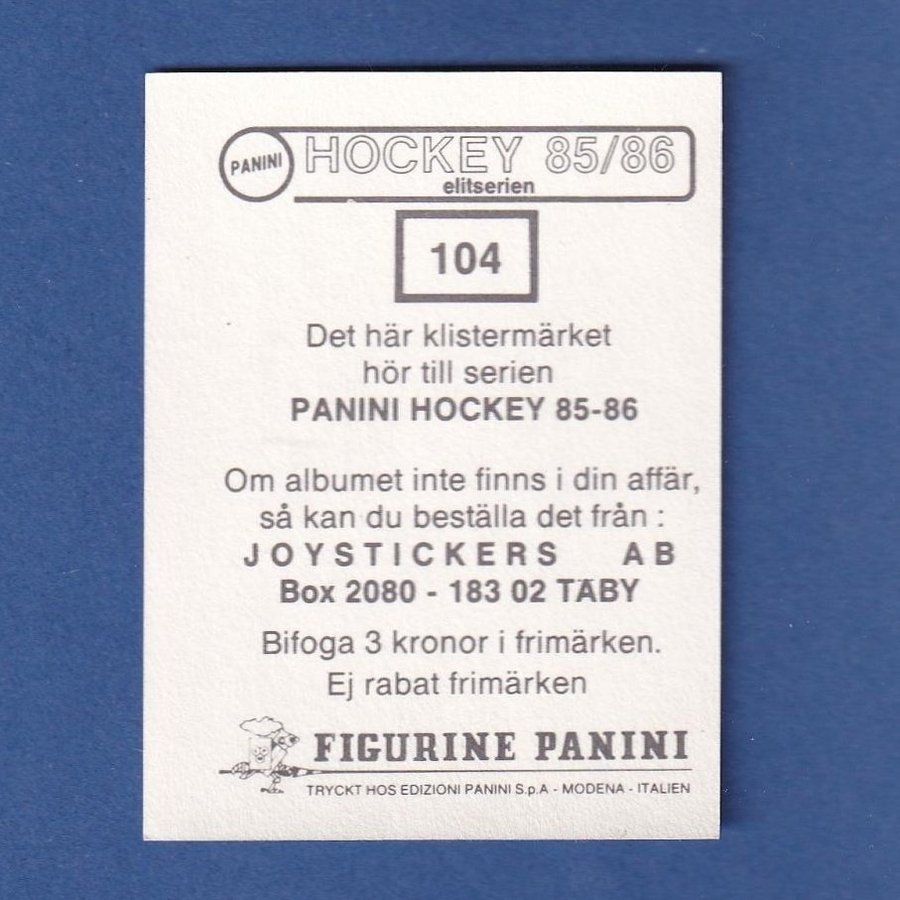 PANINI HOCKEY 85/86
elitserien
104
Det här klistermärket
hör till serien
PANINI HOCKEY 85-86
Om albumet inte finns i din affär,
så kan du beställa det från :
JOYSTICKERS AB
Box 2080 - 183 02 TÄBY
Bifoga 3 kronor i frimärken.
Ej rabat frimärken
FIGURINE PANINI
TRYCKT HOS EDIZIONI PANINI S.p.A - MODENA - ITALIEN